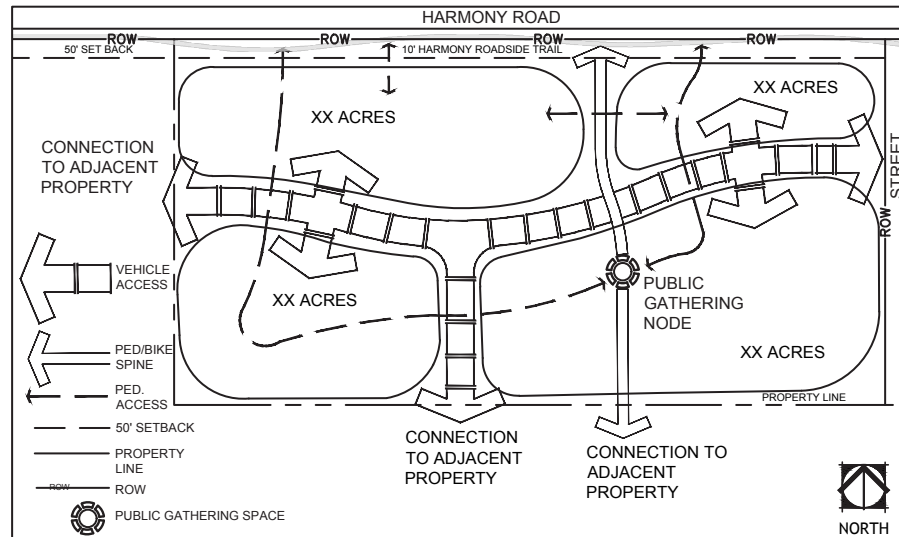 HARMONY ROAD
ROW
ROW
ROW
ROW
50' SET BACK
10' HARMONY ROADSIDE TRAIL
XX ACRES
XX ACRES
CONNECTION
TO ADJACENT
PROPERTY
STREET
ROW
VEHICLE
ACCESS
XX ACRES
PUBLIC
GATHERING
NODE
XX ACRES
PED/BIKE
SPINE
PED.
ACCESS
PROPERTY LINE
50' SETBACK
CONNECTION
TO ADJACENT
PROPERTY
CONNECTION TO
ADJACENT
PROPERTY
PROPERTY
LINE
ROW
ROW
PUBLIC GATHERING SPACE
NORTH